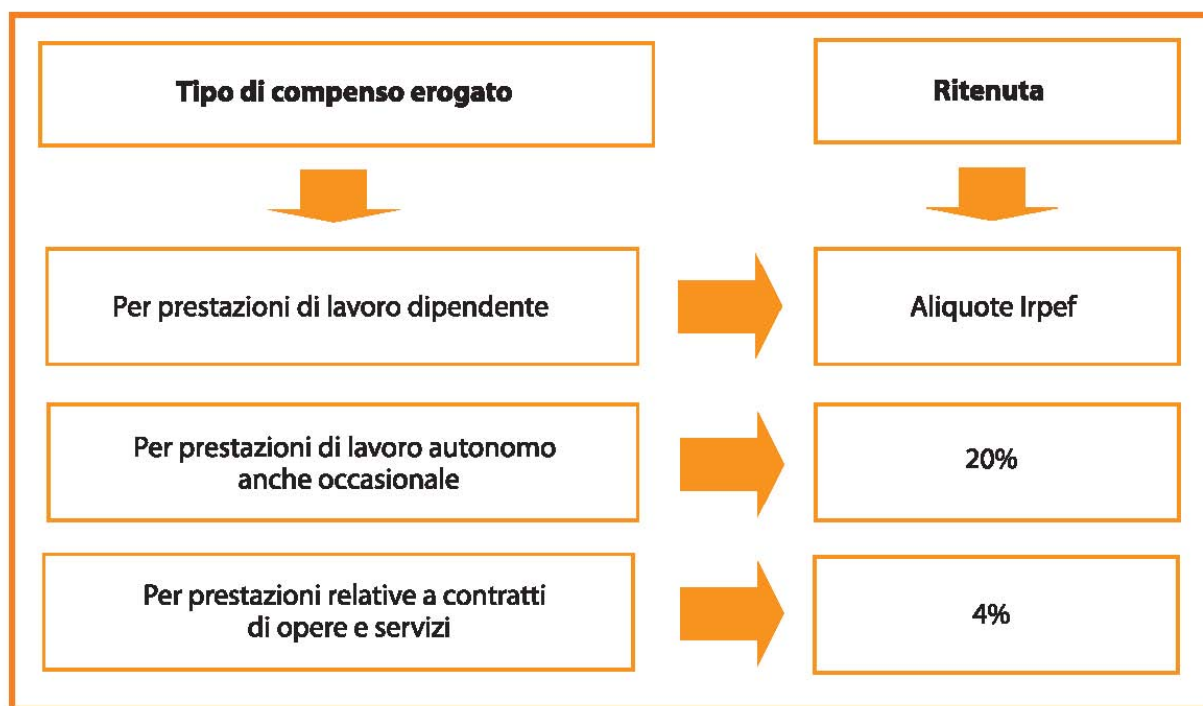 Tipo di compenso erogato
Ritenuta
Per prestazioni di lavoro dipendente
Aliquote Irpef
Per prestazioni di lavoro autonomo
anche occasionale
20%
Per prestazioni relative a contratti
di opere e servizi
4%